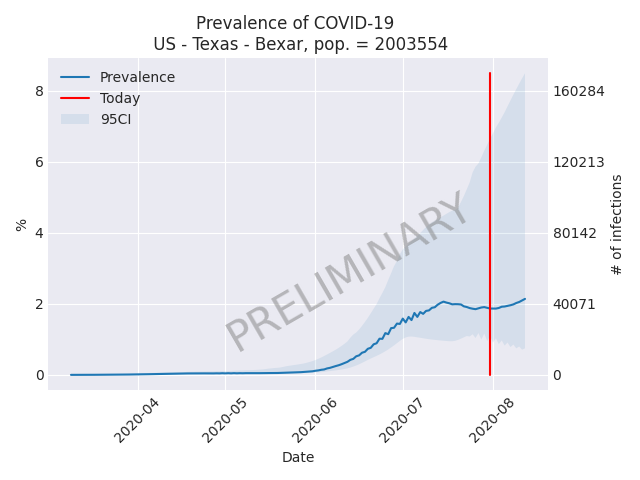 Prevalence of COVID-19
US - Texas - Bexar, pop. = 2003554
Prevalence
Today
95CI
PRELIMINARY
8
6
4
2
0
%
160284
120213
80142
40071
0
# of infections
2020-04
2020-05
2020-06
2020-07
2020-08
Date